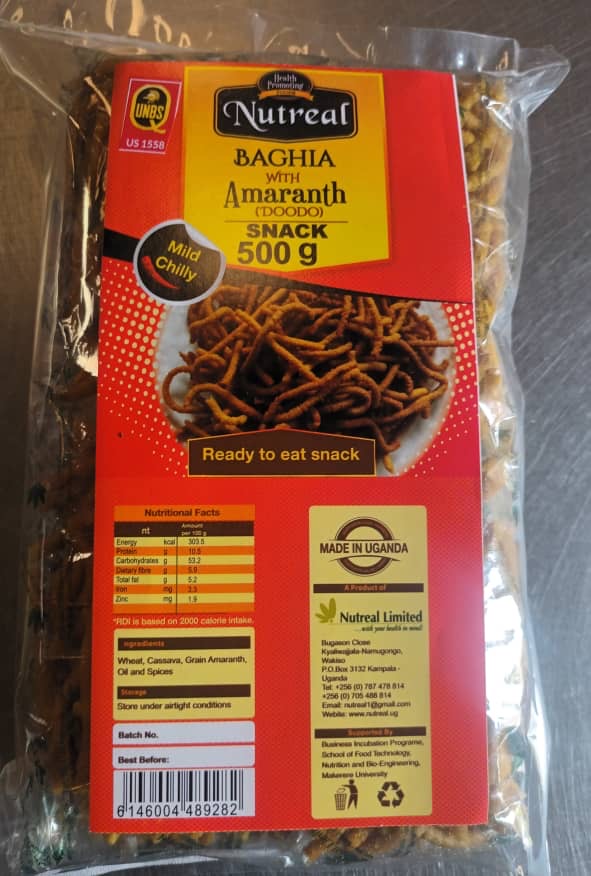 Health
Promoting
Nutreal
UNBS
Q
US 1558
BAGHIA
WITH
Amaranth
(DOODO)
SNACK
500 g
Mild
Chilly
Ready to eat snack
Nutritional Facts
nt
Amount
per 100 g
Energy kcal 303.5
Protein g 10.5
Carbohydrates g 53.2
Dietary fibre g 5.9
Total fat g 5.2
Iron mg 3.3
Zinc mg 1.9
*RDI is based on 2000 calorie intake.
Ingredients
Wheat, Cassava, Grain Amaranth,
Oil and Spices
Storage
Store under airtight conditions
Batch No.
Best Before:
6 146004 489282
MADE IN UGANDA
A Product of
Nutreal Limited
...with your health in mind!
Bugason Close
Kyaliwajjala-Namugongo,
Wakiso
P.O.Box 3132 Kampala -
Uganda
Tel: +256 (0) 787 478 814
+256 (0) 705 488 814
Email: nutreal1@gmail.com
Webite: www.nutreal.ug
Supported By
Business Incubation Programe,
School of Food Technology,
Nutrition and Bio-Engineering,
Makerere University